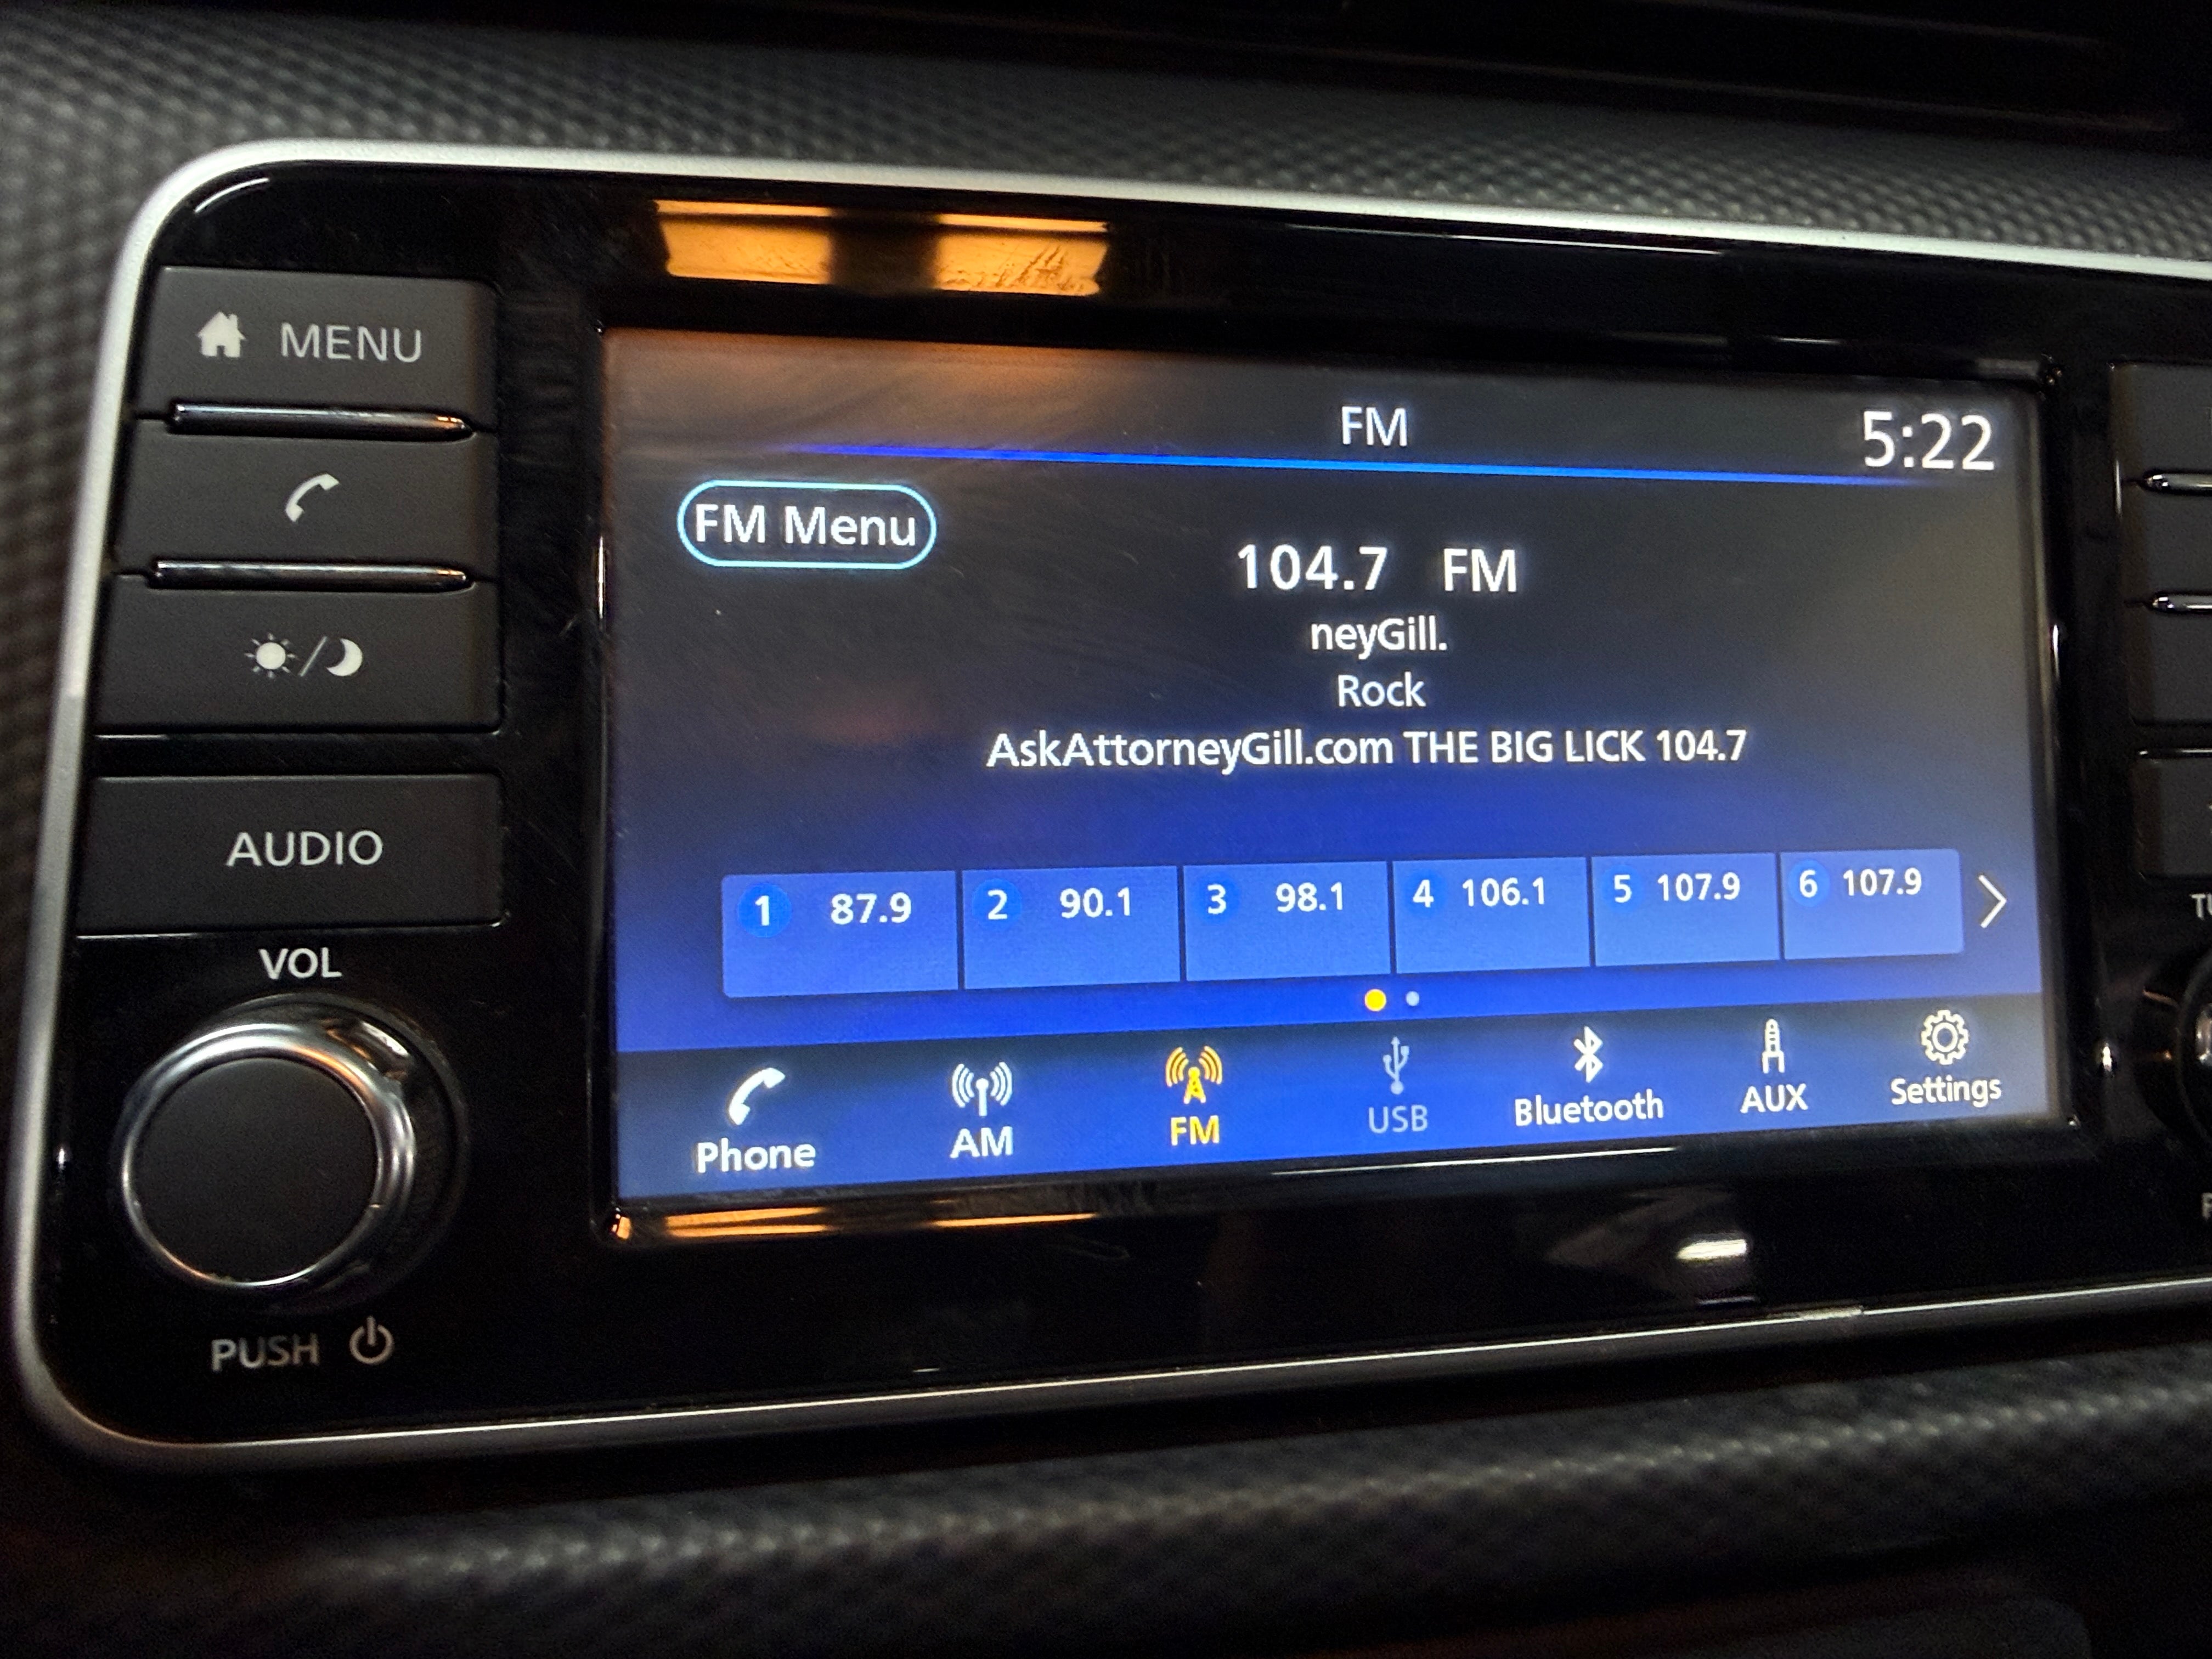 MENU
AUDIO
VOL
PUSH
FM
5:22
FM Menu
104.7 FM
neyGill.
Rock
AskAttorneyGill.com THE BIG LICK 104.7
1 87.9
2 90.1
3 98.1
4 106.1
5 107.9
6 107.9
Phone
AM
FM
USB
Bluetooth
AUX
Settings